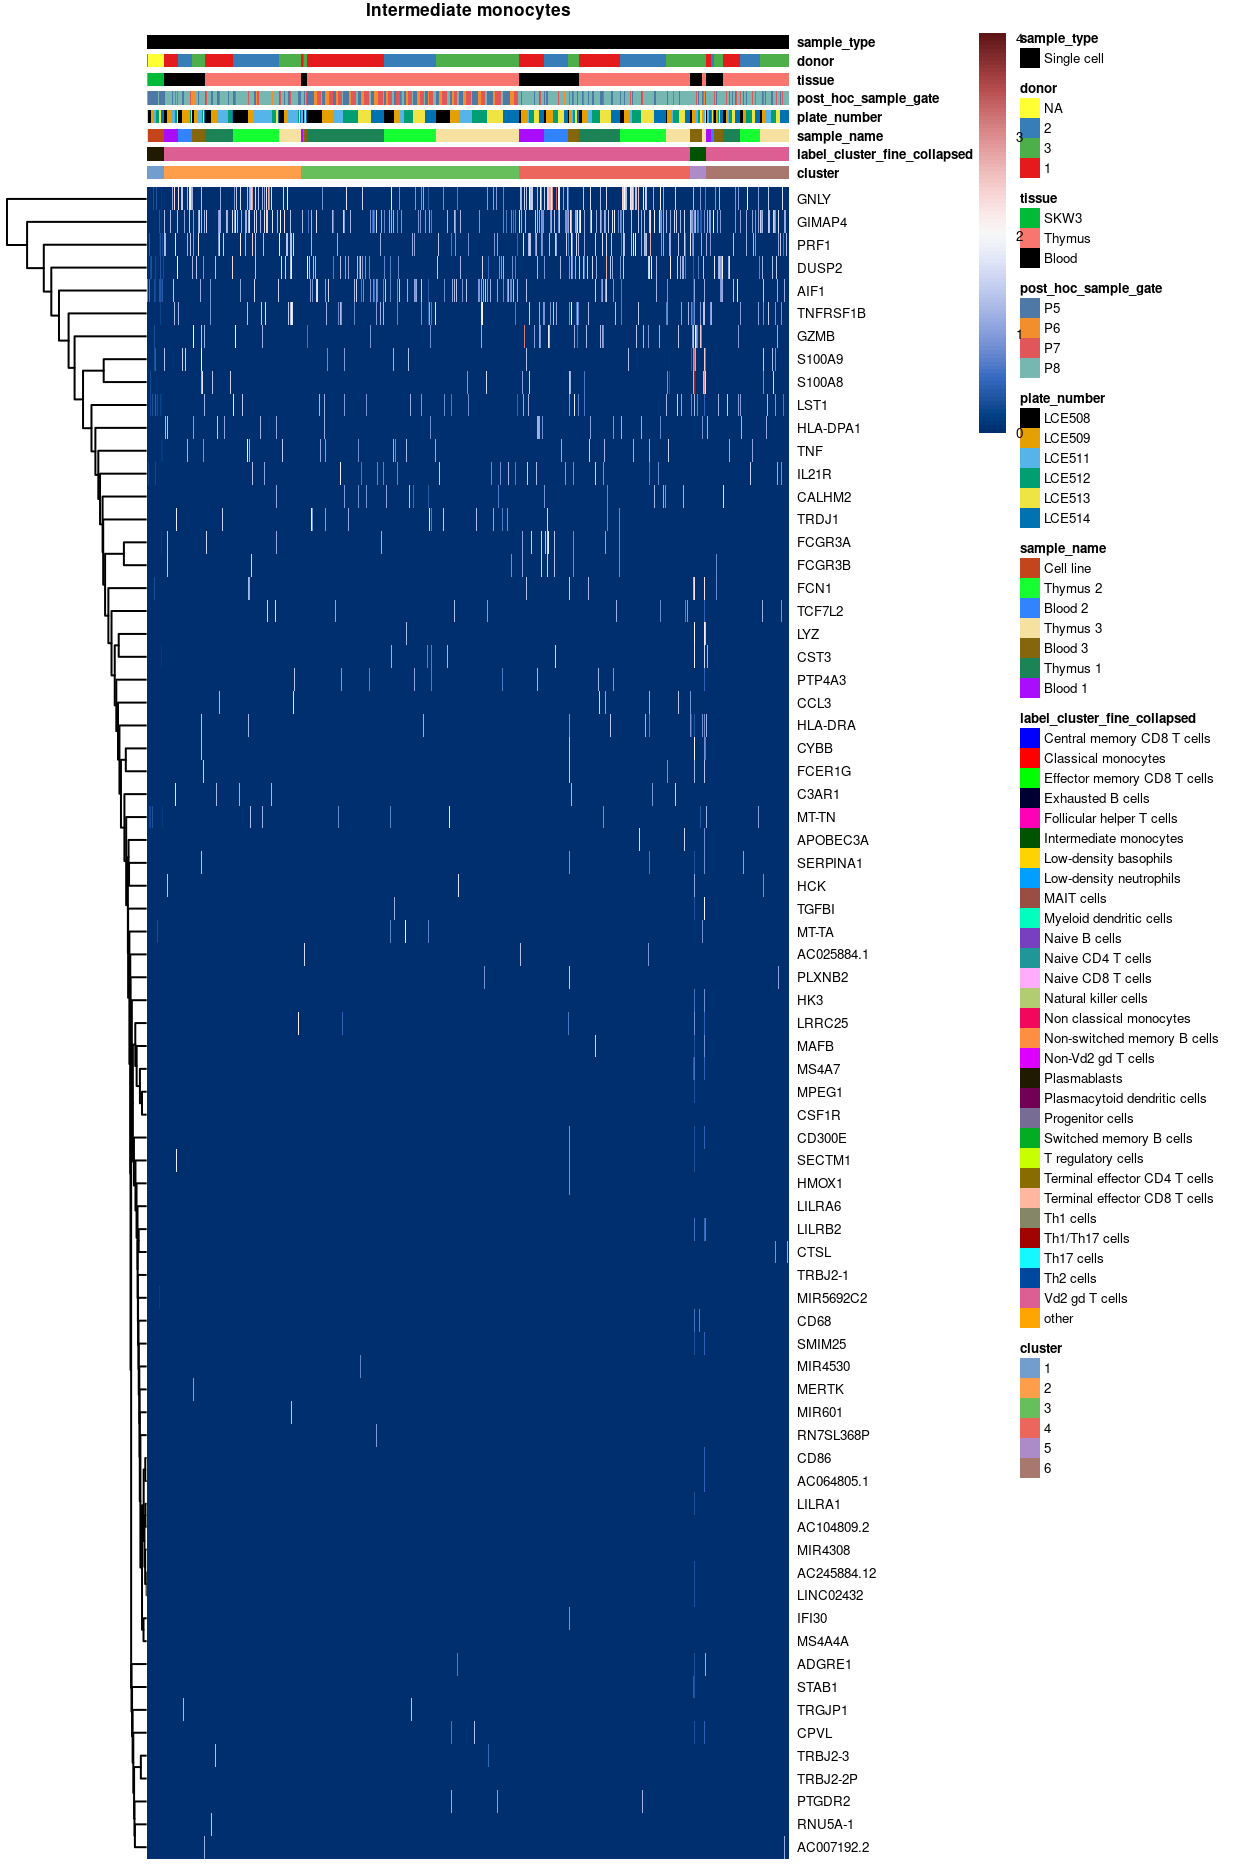 Intermediate monocytes
sample_type
donor
tissue
post_hoc_sample_gate
plate_number
sample_name
label_cluster_fine_collapsed
cluster
GNLY
GIMAP4
PRF1
DUSP2
AIF1
TNFRSF1B
GZMB
S100A9
S100A8
LST1
HLA-DPA1
TNF
IL21R
CALHM2
TRDJ1
FCGR3A
FCGR3B
FCN1
TCF7L2
LYZ
CST3
PTP4A3
CCL3
HLA-DRA
CYBB
FCER1G
C3AR1
MT-TN
APOBEC3A
SERPINA1
HCK
TGFBI
MT-TA
AC025884.1
PLXNB2
HK3
LRRC25
MAFB
MS4A7
MPEG1
CSF1R
CD300E
SECTM1
HMOX1
LILRA6
LILRB2
CTSL
TRBJ2-1
MIR5692C2
CD68
SMIM25
MIR4530
MERTK
MIR601
RN7SL368P
CD86
AC064805.1
LILRA1
AC104809.2
MIR4308
AC245884.12
LINC02432
IFI30
MS4A4A
ADGRE1
STAB1
TRGJP1
CPVL
TRBJ2-3
TRBJ2-2P
PTGDR2
RNU5A-1
AC007192.2
4
3
2
1
0
sample_type
Single cell
donor
NA
2
3
1
tissue
SKW3
Thymus
Blood
post_hoc_sample_gate
P5
P6
P7
P8
plate_number
LCE508
LCE509
LCE511
LCE512
LCE513
LCE514
sample_name
Cell line
Thymus 2
Blood 2
Thymus 3
Blood 3
Thymus 1
Blood 1
label_cluster_fine_collapsed
Central memory CD8 T cells
Classical monocytes
Effector memory CD8 T cells
Exhausted B cells
Follicular helper T cells
Intermediate monocytes
Low-density basophils
Low-density neutrophils
MAIT cells
Myeloid dendritic cells
Naive B cells
Naive CD4 T cells
Naive CD8 T cells
Natural killer cells
Non classical monocytes
Non-switched memory B cells
Non-Vd2 gd T cells
Plasmablasts
Plasmacytoid dendritic cells
Progenitor cells
Switched memory B cells
T regulatory cells
Terminal effector CD4 T cells
Terminal effector CD8 T cells
Th1 cells
Th1/Th17 cells
Th17 cells
Th2 cells
Vd2 gd T cells
other
cluster
1
2
3
4
5
6